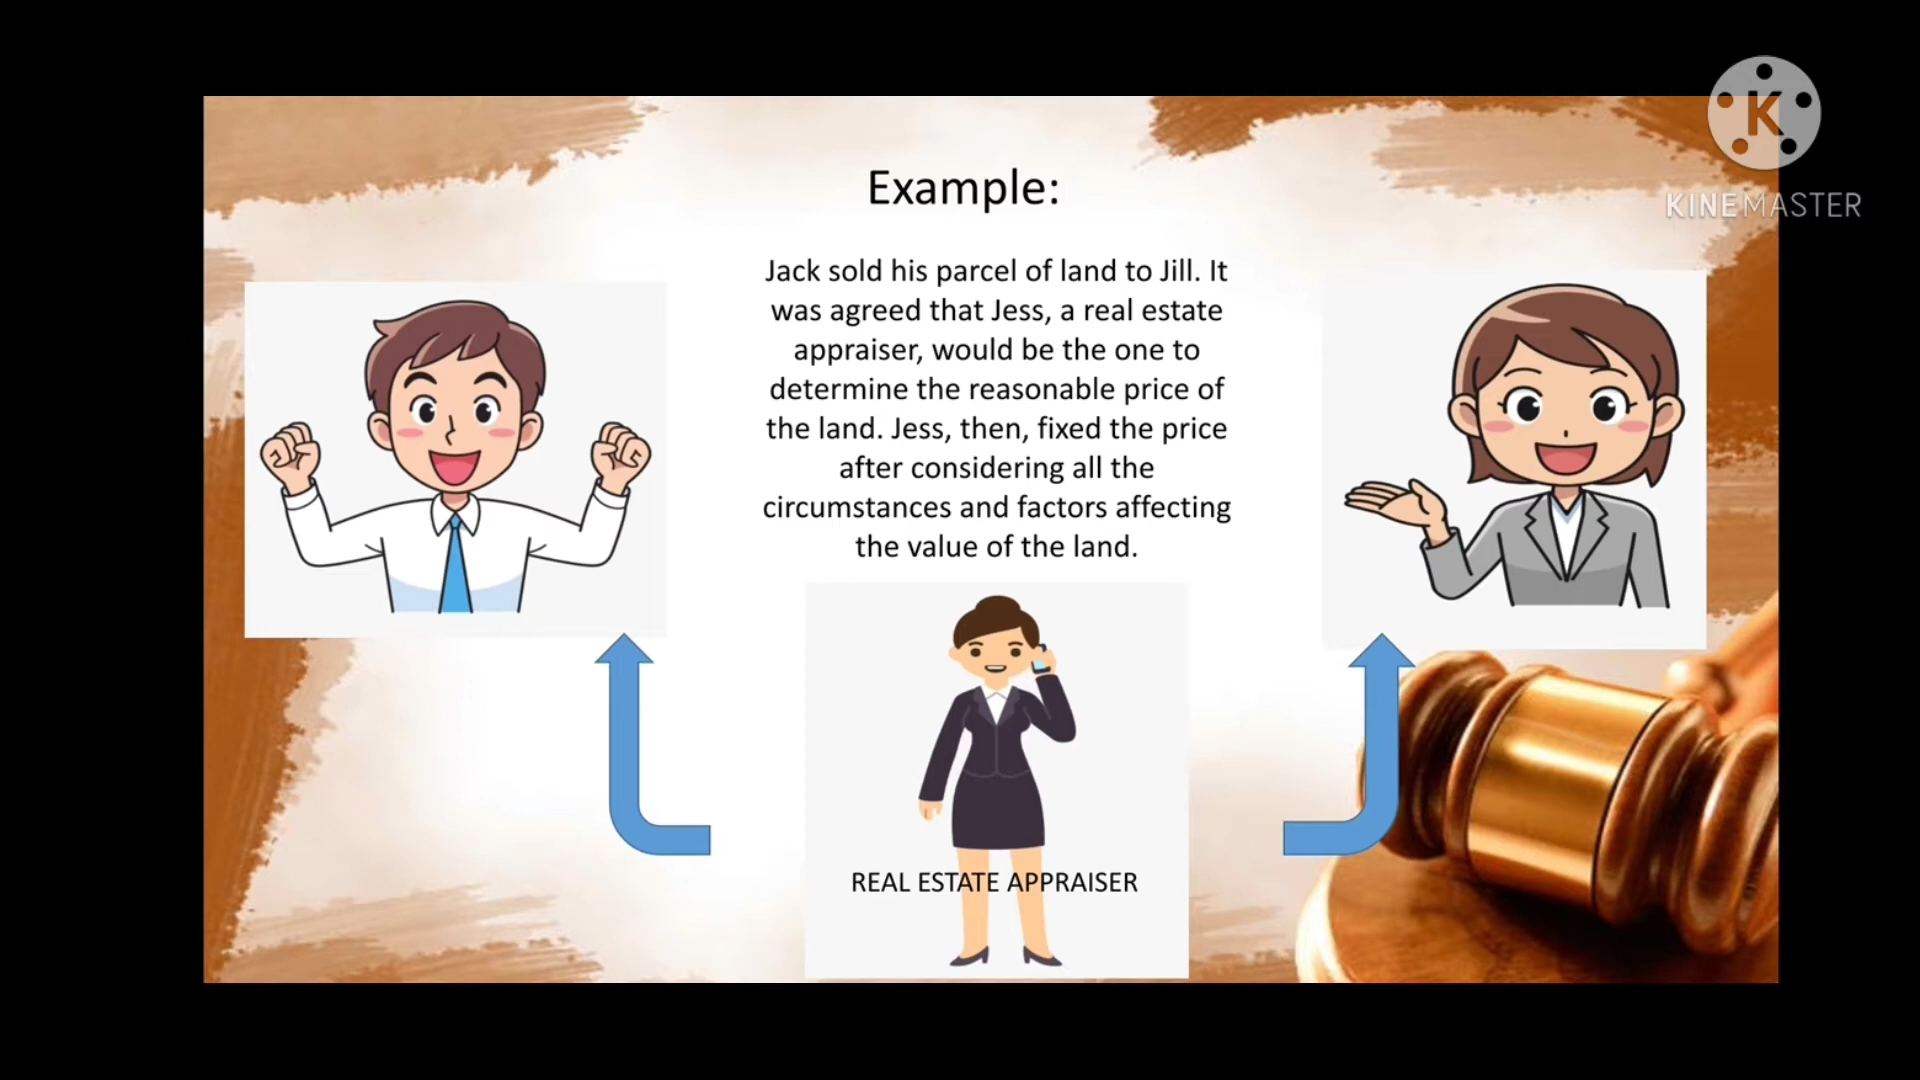 K
KINEMASTER
Example:
Jack sold his parcel of land to Jill. It
was agreed that Jess, a real estate
appraiser, would be the one to
determine the reasonable price of
the land. Jess, then, fixed the price
after considering all the
circumstances and factors affecting
the value of the land.
REAL ESTATE APPRAISER